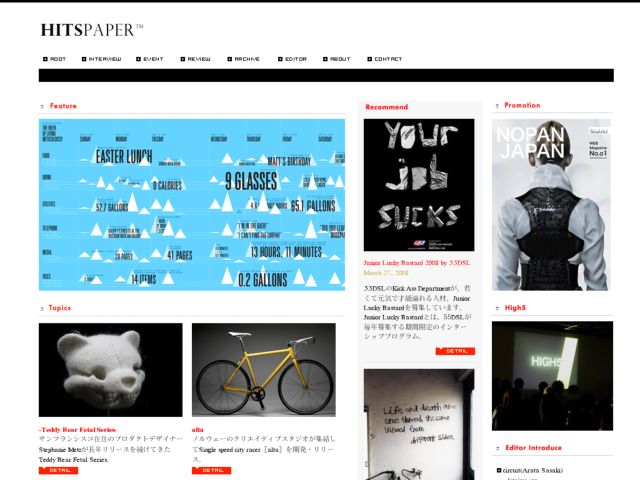 HITSPAPER™
ROOT
INTERVIEW
EVENT
REVIEW
ARCHIVE
EDITOR
ABOUT
CONTACT
Feature
SUNDAY
MONDAY
TUESDAY
WEDNESDAY
THURSDAY
FRIDAY
SATURDAY
FOOD
EASTER LUNCH
MATT'S BIRTHDAY
DRINK
0 CALORIES
9 GLASSES
UTILITIES
52.7 GALLONS
65.1 GALLONS
TELEPHONE
MEDIA
28 PAGES
41 PAGES
13 HOURS, 11 MINUTES
VICES
14 ITEMS
0.2 GALLONS
Topics
-Teddy Bear Fetal Series-
サンフランシスコ在住のプロダクトデザイナー
Stephanie Metzが長年リリースを続けてきた
Teddy Bear Fetal Series。
DETAIL
alta
ノルウェーのクリエイティブスタジオが集結し
てSingle speed city racer［alta］を開発・リリー
ス。
DETAIL
Recommend
Your
job
SUCKS
Junior Lucky Bastard 2008 by 55DSL
March 27, 2008
55DSLのKick Ass Departmentが、若
くて元気で才能溢れる人材、Junior
Lucky Bastardを募集しています。
Junior Lucky Bastardとは、55DSLが
毎年募集する期間限定のインター
シッププログラム。
DETAIL
Life and death are
one thread, the same
viewed from
different sides.
Promotion
NOPAN
JAPAN
WEB
Magazine
No.01
High5
HIGH5
Editor Introduce
circuit(Arata Sasaki)